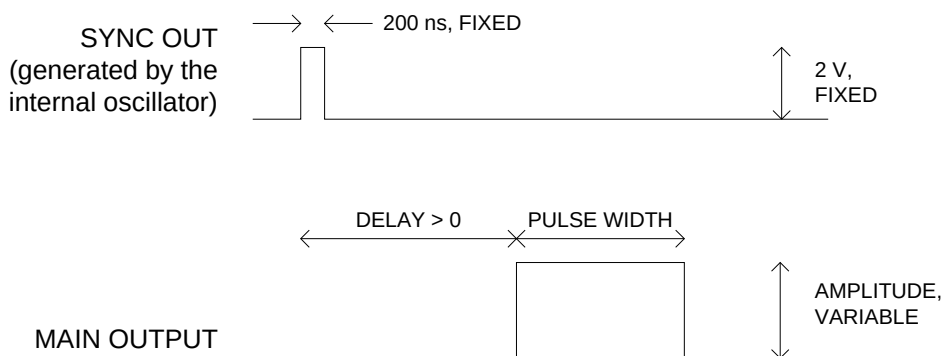 200 ns, FIXED
SYNC OUT
(generated by the
internal oscillator)
2 V,
FIXED
DELAY > 0
PULSE WIDTH
AMPLITUDE,
VARIABLE
MAIN OUTPUT